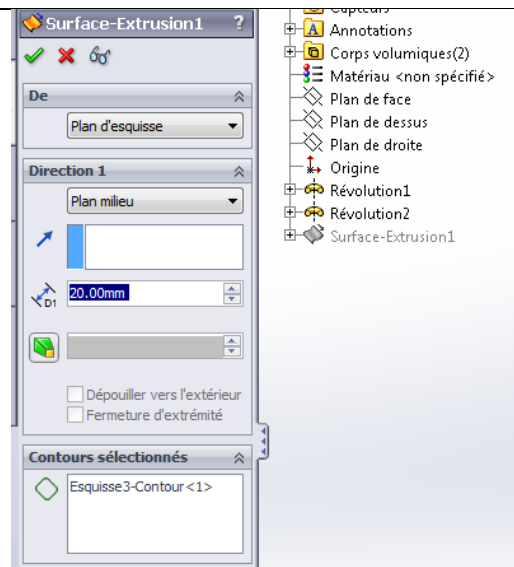 Surface-Extrusion1 ?
De
Plan d'esquisse
Direction 1
Plan milieu
D1
20.00mm
Dépouiller vers l'extérieur
Fermeture d'extrémité
Contours sélectionnés
Esquisse3-Contour<1>
Capteurs
A Annotations
Corps volumiques(2)
Matériau <non spécifié>
Plan de face
Plan de dessus
Plan de droite
Origine
Révolution1
Révolution2
Surface-Extrusion1